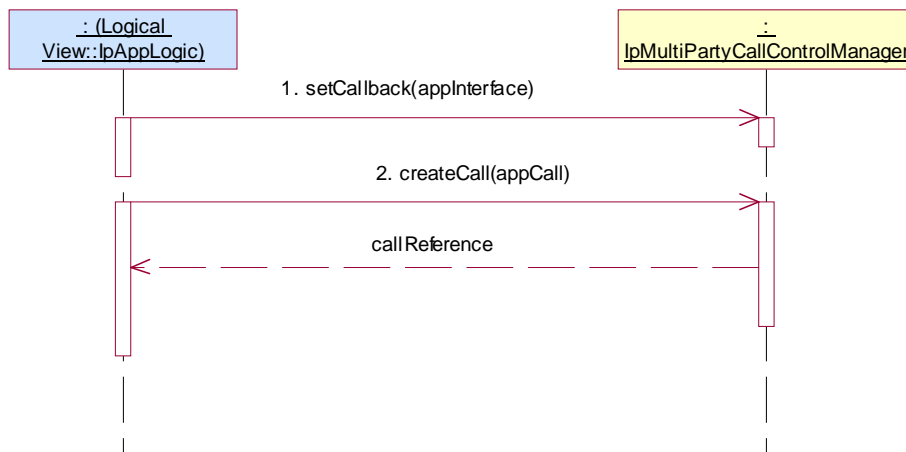 : (Logical
View::IpAppLogic)
:
IpMultiPartyCallControlManager
1. setCallback(appInterface)
2. createCall(appCall)
callReference